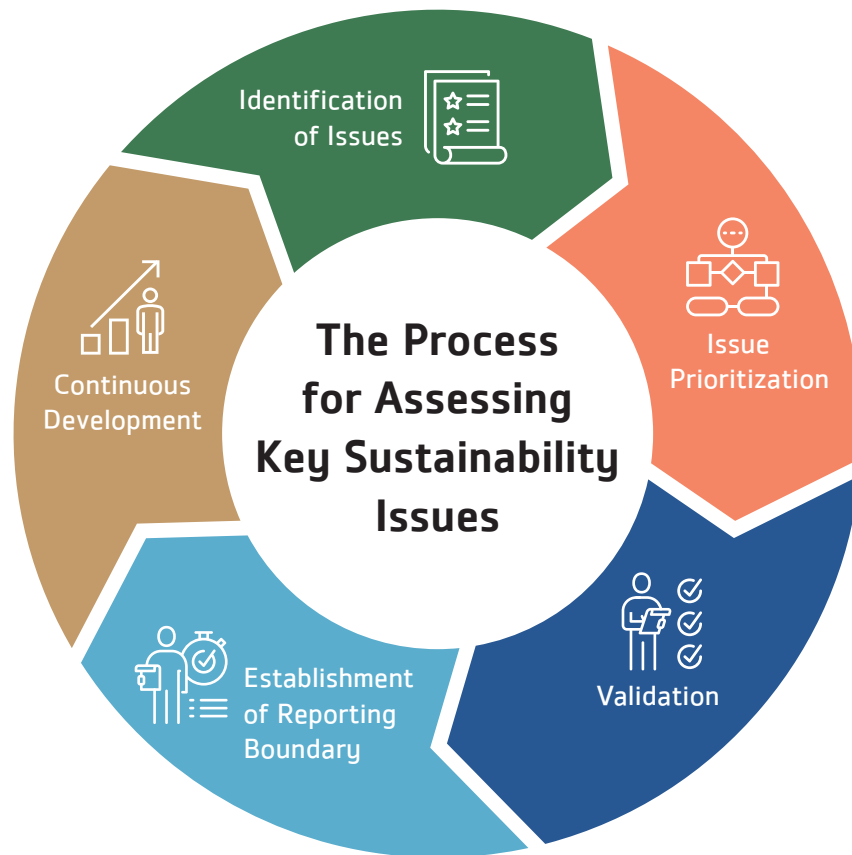 The Process
for Assessing
Key Sustainability
Issues
Identification
of Issues
Issue
Prioritization
Validation
Establishment
of Reporting
Boundary
Continuous
Development